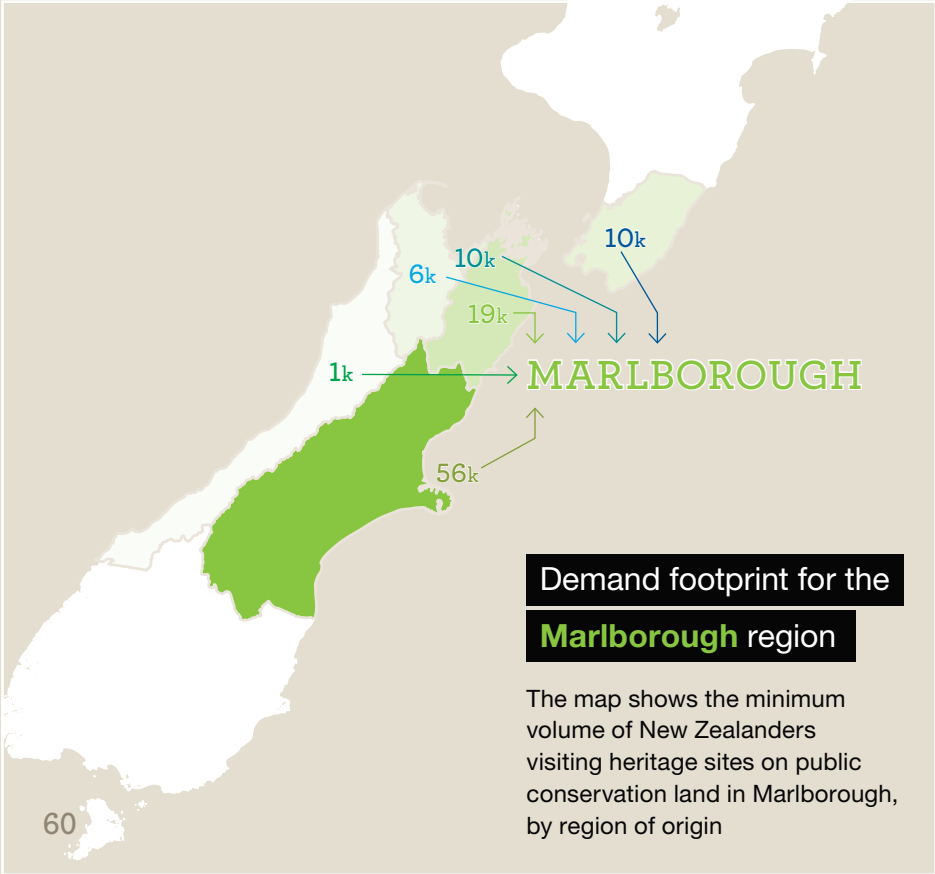 10k
10k
6k
19k
1k
MARLBOROUGH
56k
Demand footprint for the
Marlborough region
The map shows the minimum
volume of New Zealanders
visiting heritage sites on public
conservation land in Marlborough,
by region of origin
60